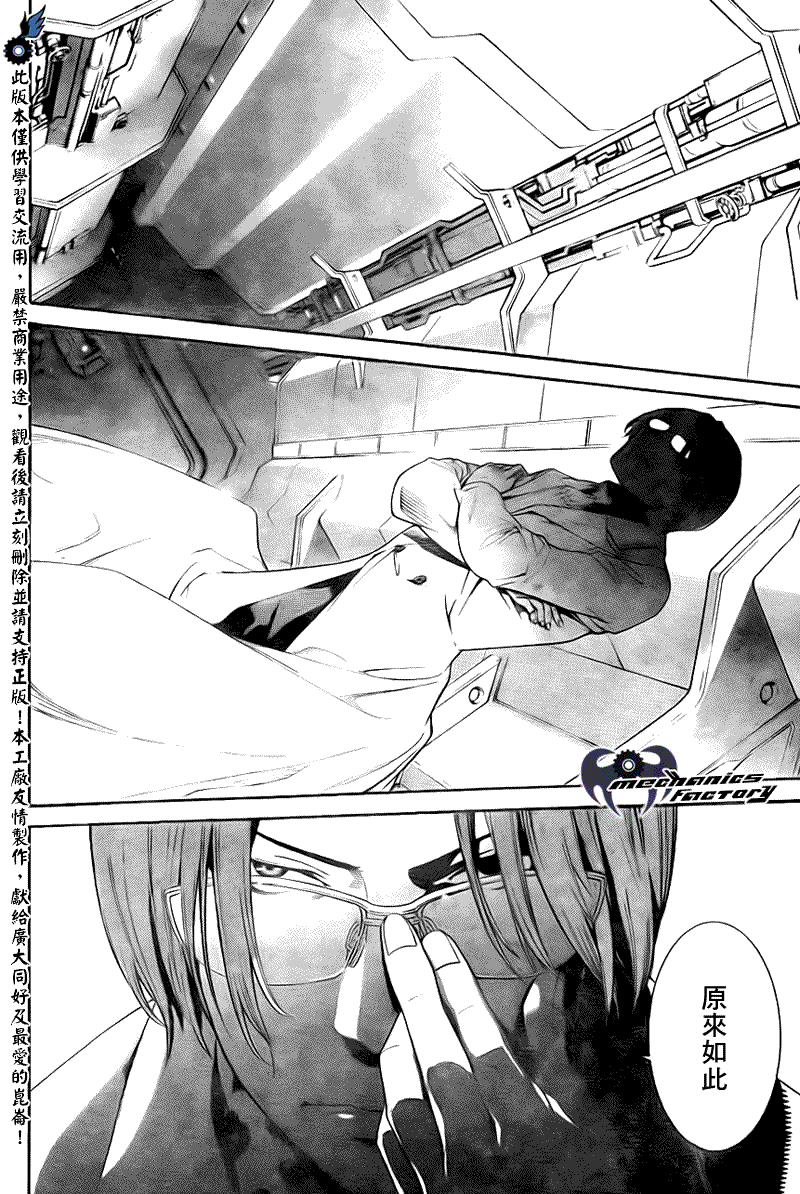 此版本僅供學習交流用，嚴禁商業用途，觀看後請立刻刪除並請支持正版！本工廠友情製作，獻給廣大同好及最愛的崑崙！
mechanics
factory
原來如此